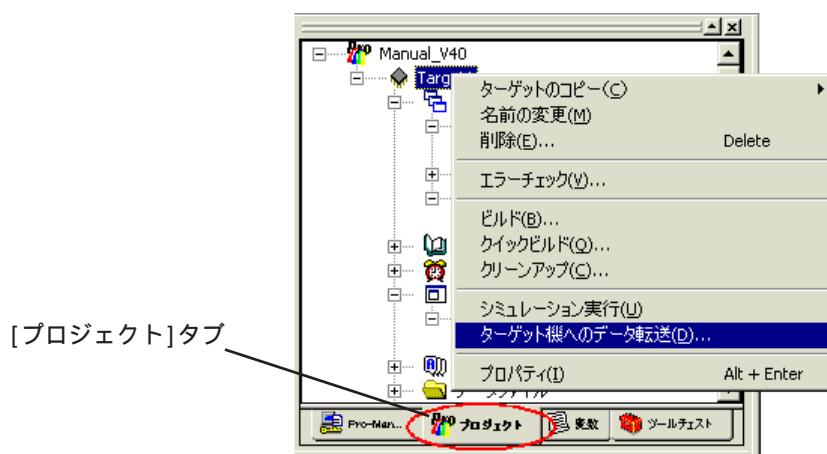 Manual_V40
ターゲットのコピー(C)
名前の変更(M)
削除(E)... Delete
エラーチェック(V)...
ビルド(B)...
クイックビルド(Q)...
クリーンアップ(C)...
シミュレーション実行(U)
ターゲット機へのデータ転送(D)...
プロパティ(I) Alt + Enter
[プロジェクト]タブ
Pro-Man... プロジェクト 変数 ツールチェスト